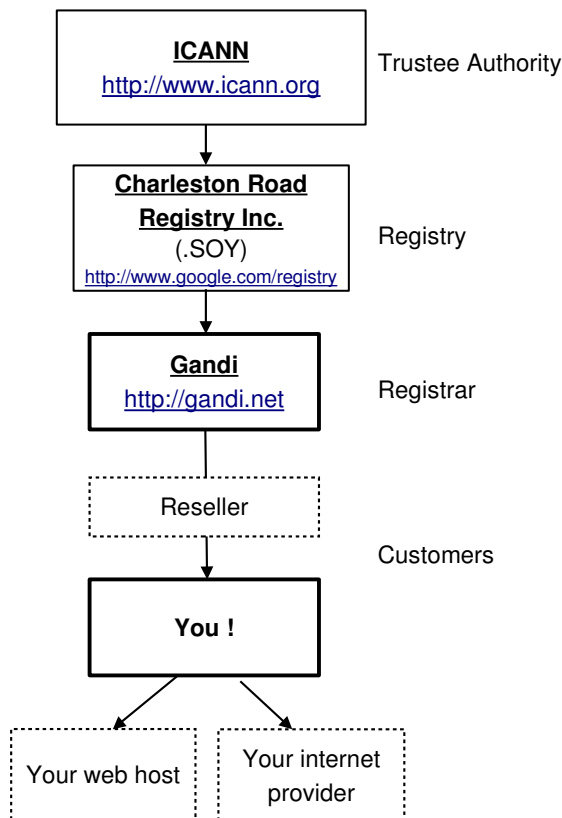 ICANN
http://www.icann.org
Trustee Authority
Charleston Road
Registry Inc.
(.SOY)
http://www.google.com/registry
Registry
Gandi
http://gandi.net
Registrar
Reseller
Customers
You !
Your web host
Your internet
provider